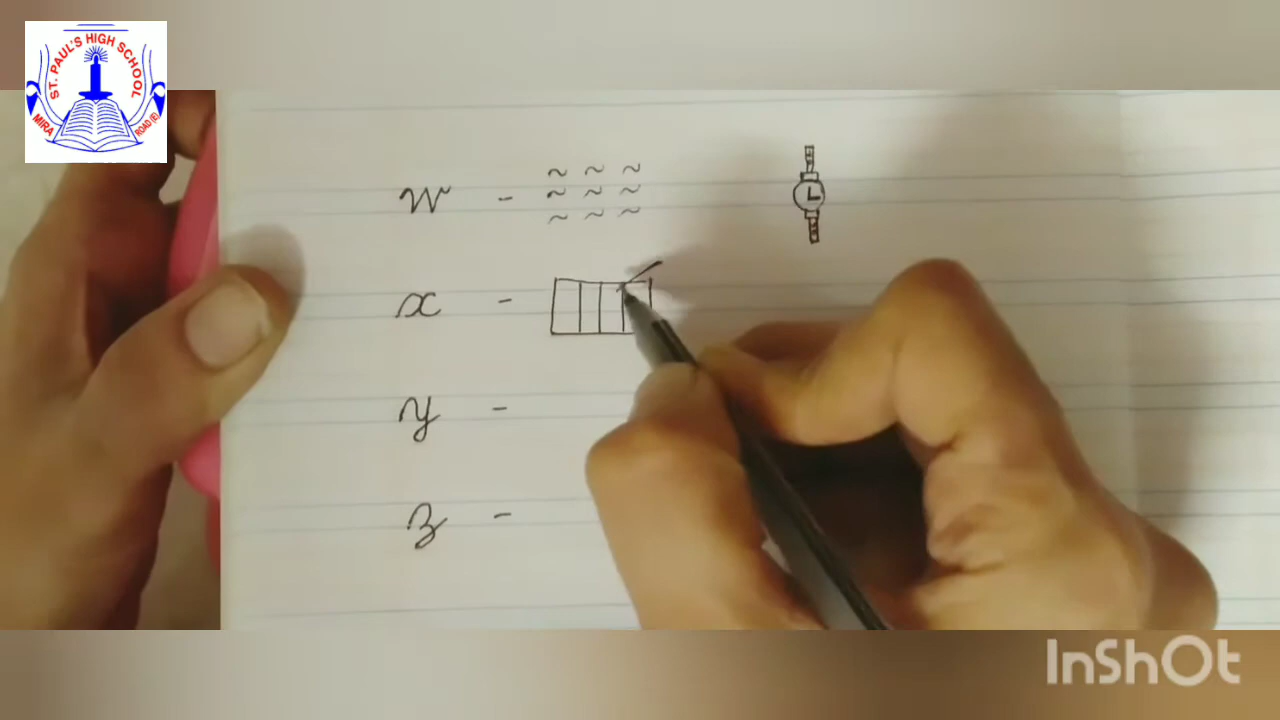 ST. PAUL'S HIGH SCHOOL
MIRA ROAD (E)
w -
x -
y -
z -
InShOt